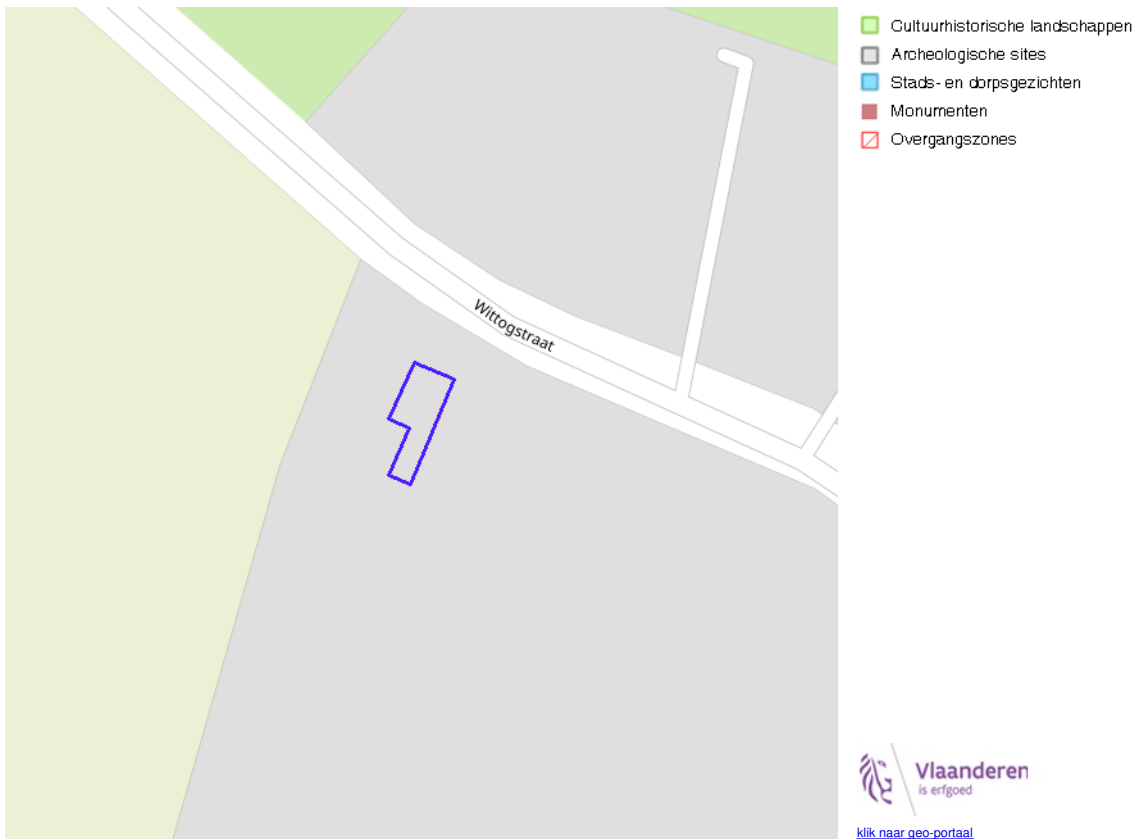 Cultuurhistorische landschappen
Archeologische sites
Stads- en dorpsgezichten
Monumenten
Overgangszones
Wittogstraat
Vlaanderen
is erfgoed
klik naar geo-portaal